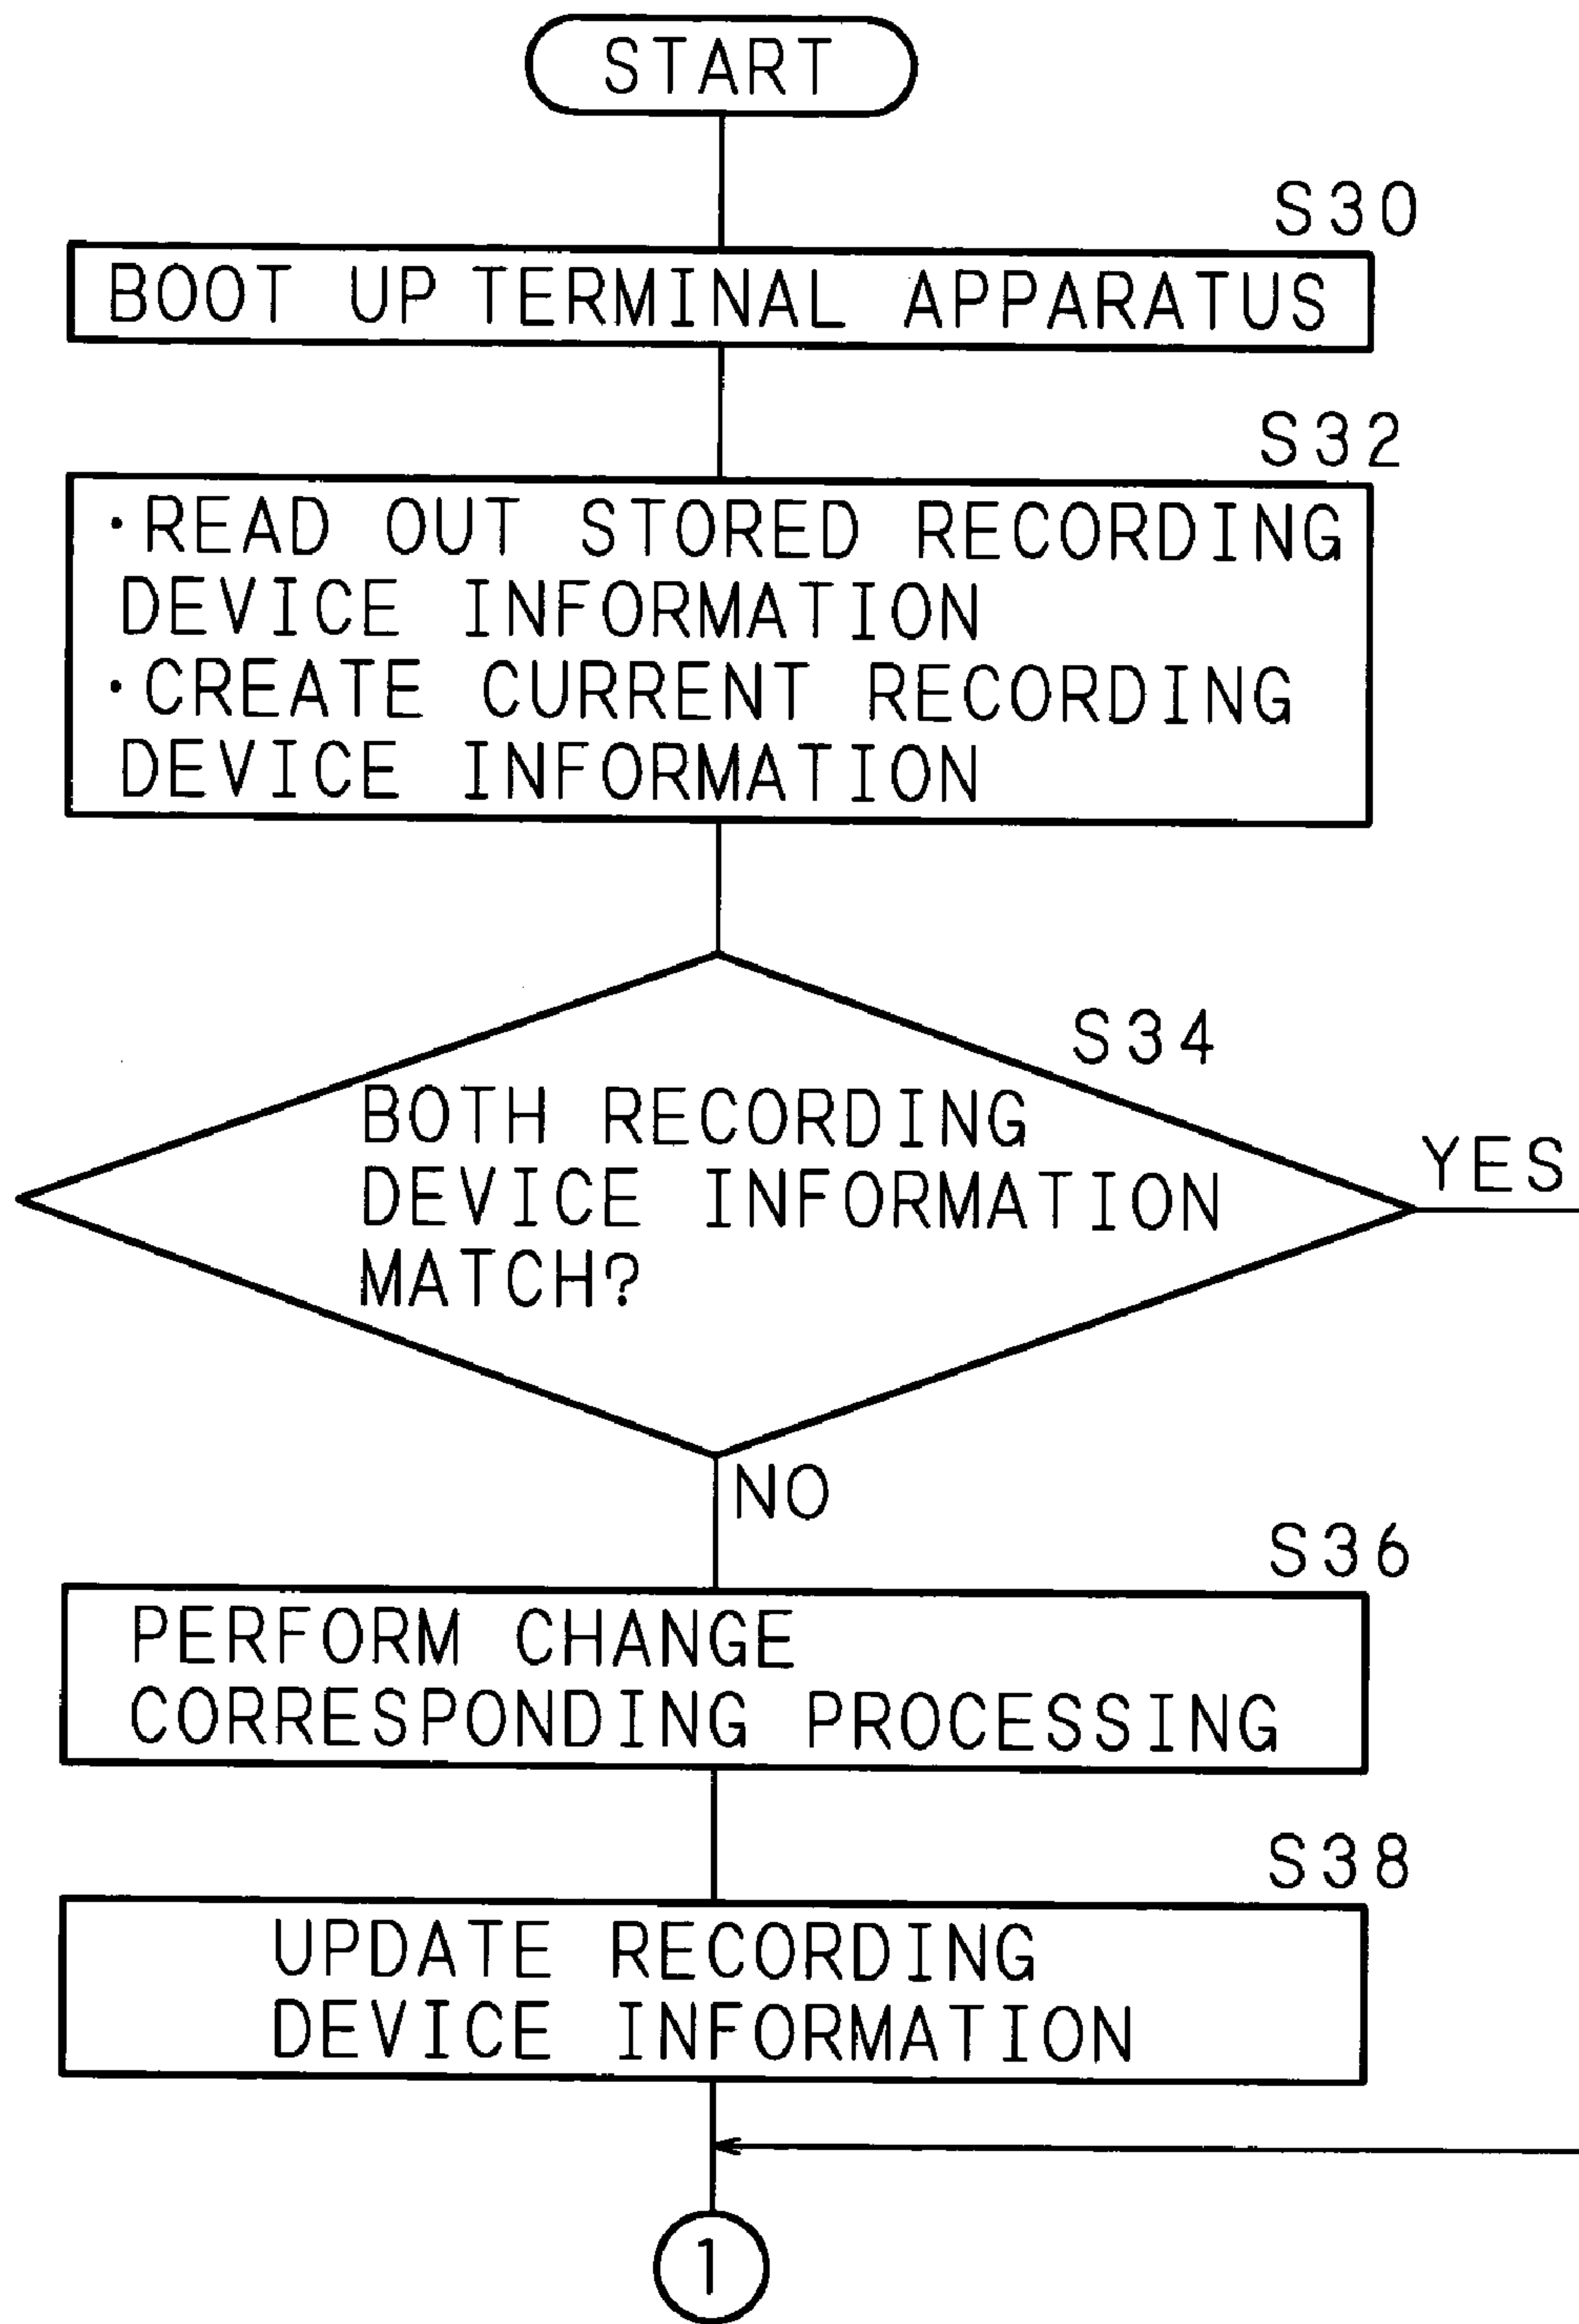 START
S30
BOOT UP TERMINAL APPARATUS
S32
·READ OUT STORED RECORDING
DEVICE INFORMATION
·CREATE CURRENT RECORDING
DEVICE INFORMATION
S34
BOTH RECORDING
DEVICE INFORMATION
MATCH?
YES
NO
S36
PERFORM CHANGE
CORRESPONDING PROCESSING
S38
UPDATE RECORDING
DEVICE INFORMATION
1